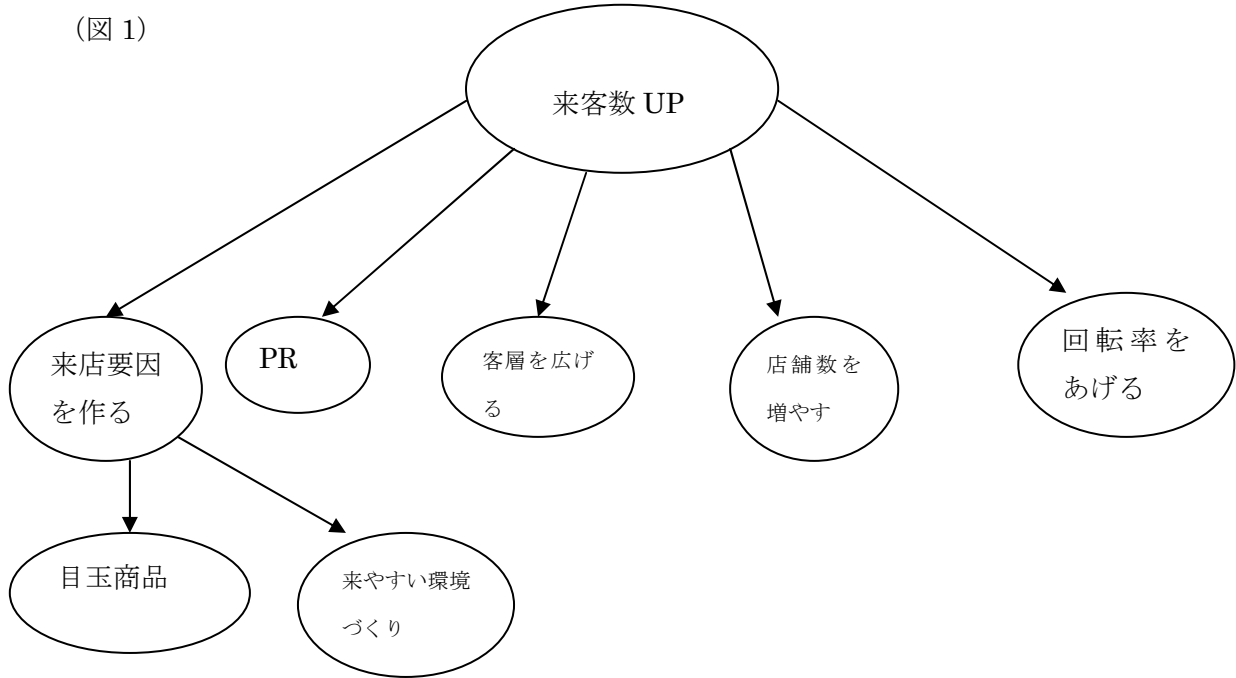 （図 1）
来客数 UP
来店要因
を作る
PR
客層を広げ
る
店舗数を
増やす
回転率を
あげる
目玉商品
来やすい環境
づくり